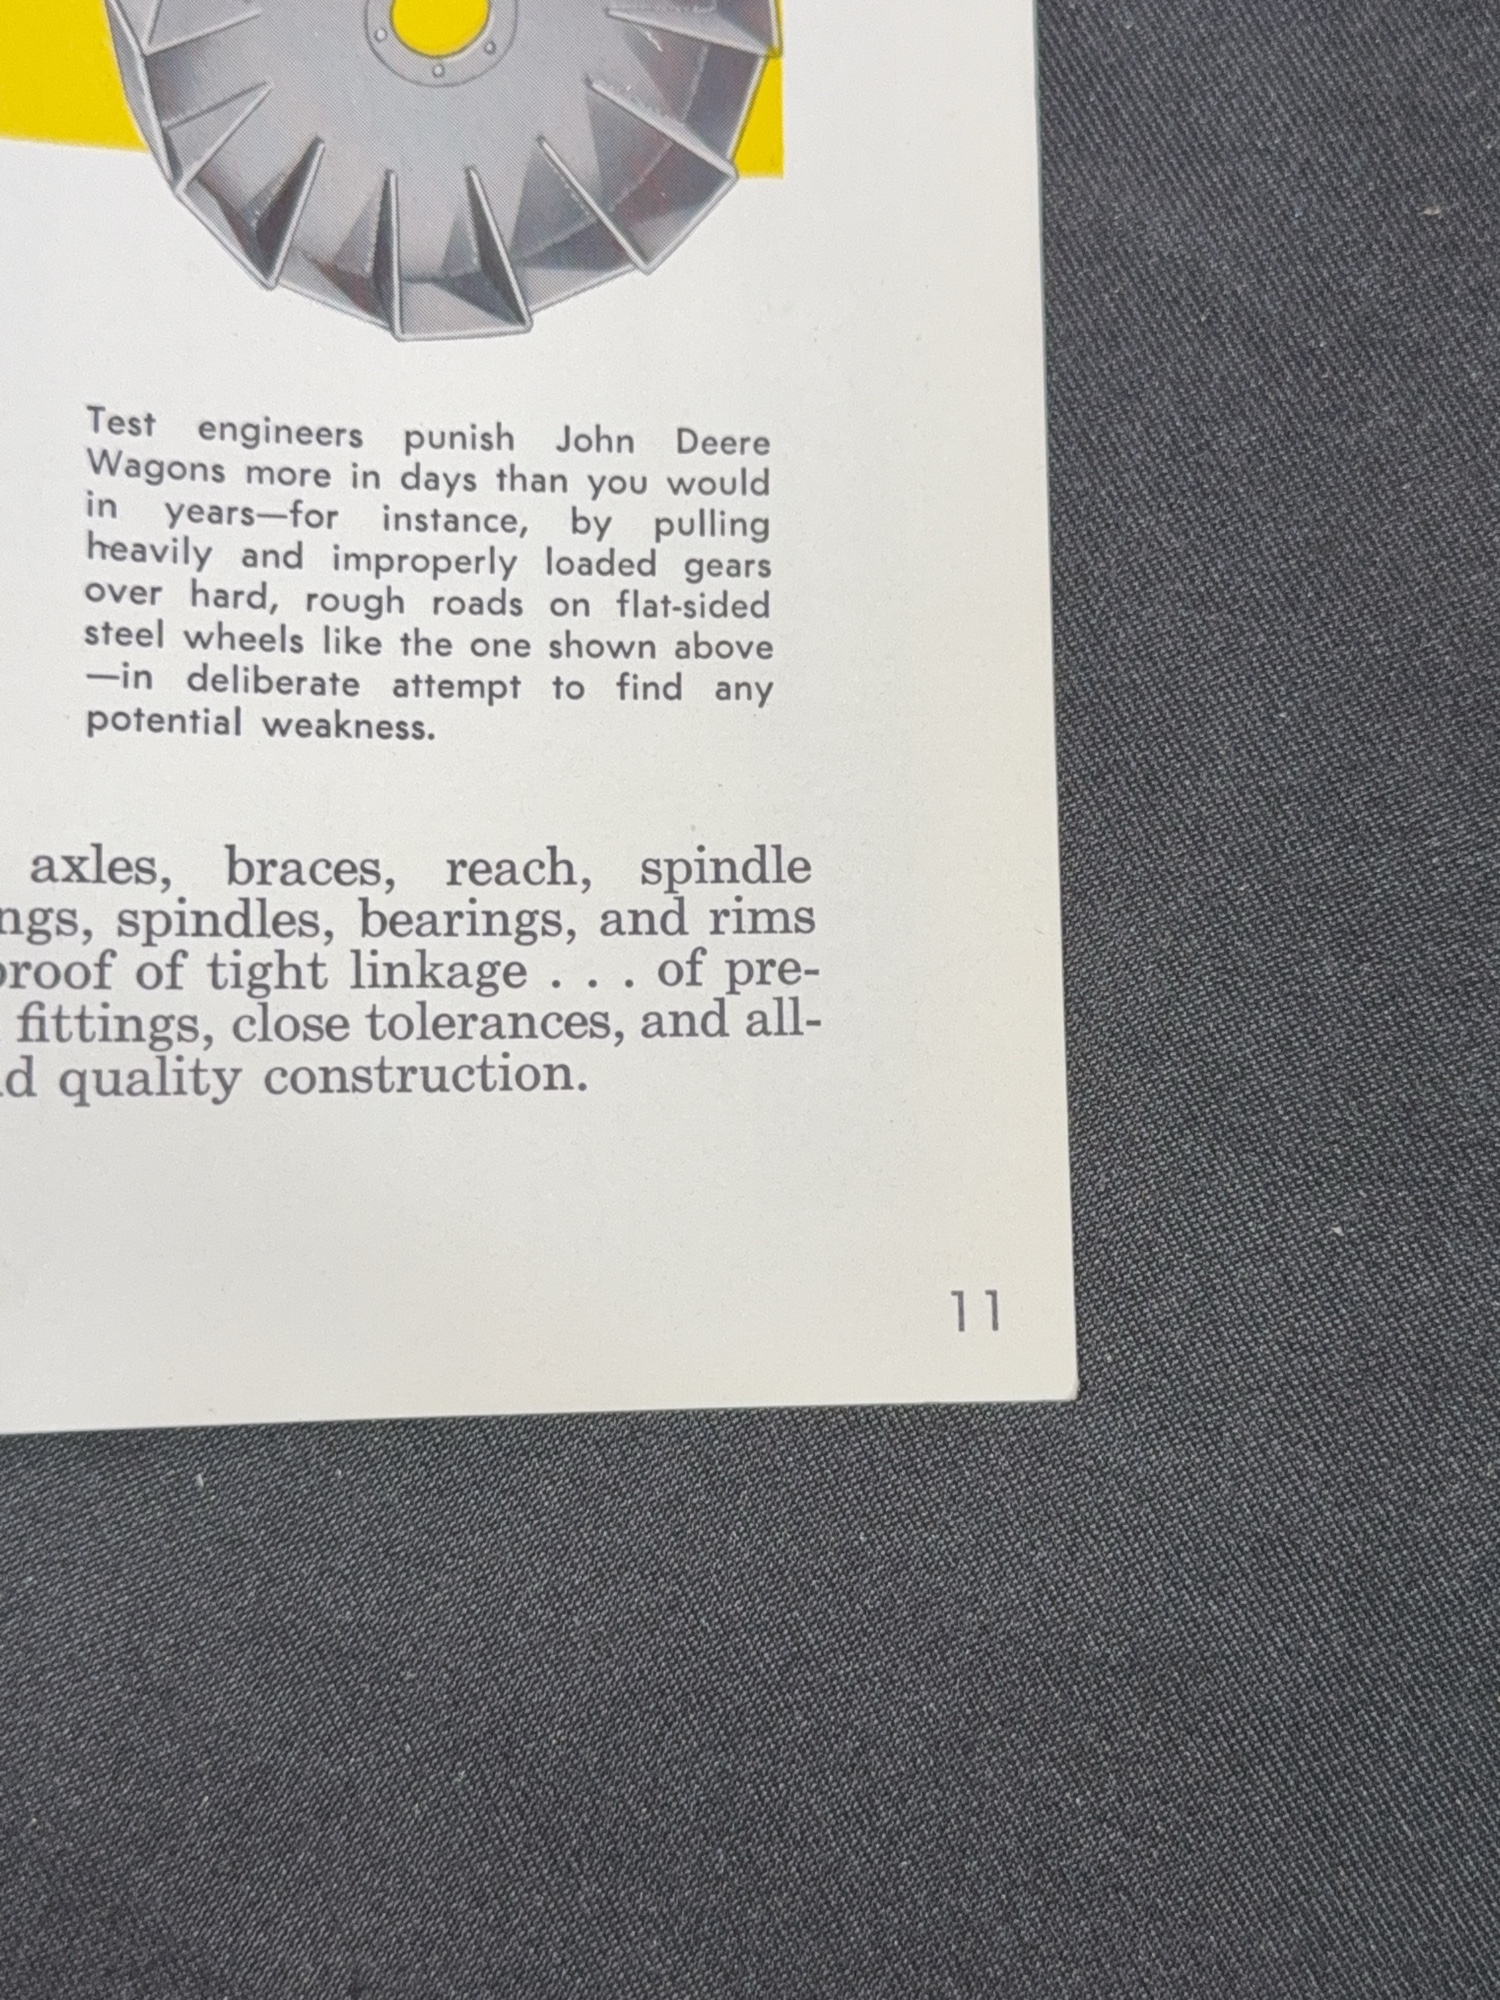 Test engineers punish John Deere
Wagons more in days than you would
in years—for instance, by pulling
heavily and improperly loaded gears
over hard, rough roads on flat-sided
steel wheels like the one shown above
—in deliberate attempt to find any
potential weakness.
axles, braces, reach, spindle
ngs, spindles, bearings, and rims
proof of tight linkage . . . of pre-
fittings, close tolerances, and all-
d quality construction.
11